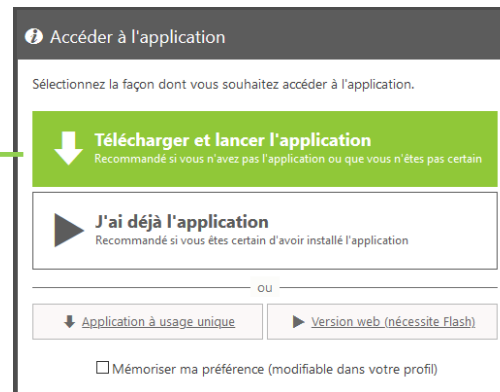 Accéder à l'application
Sélectionnez la façon dont vous souhaitez accéder à l'application.
Télécharger et lancer l'application
Recommandé si vous n'avez pas l'application ou que vous n'êtes pas certain
J'ai déjà l'application
Recommandé si vous êtes certain d'avoir installé l'application
ou
Application à usage unique
Version web (nécessite Flash)
Mémoriser ma préférence (modifiable dans votre profil)